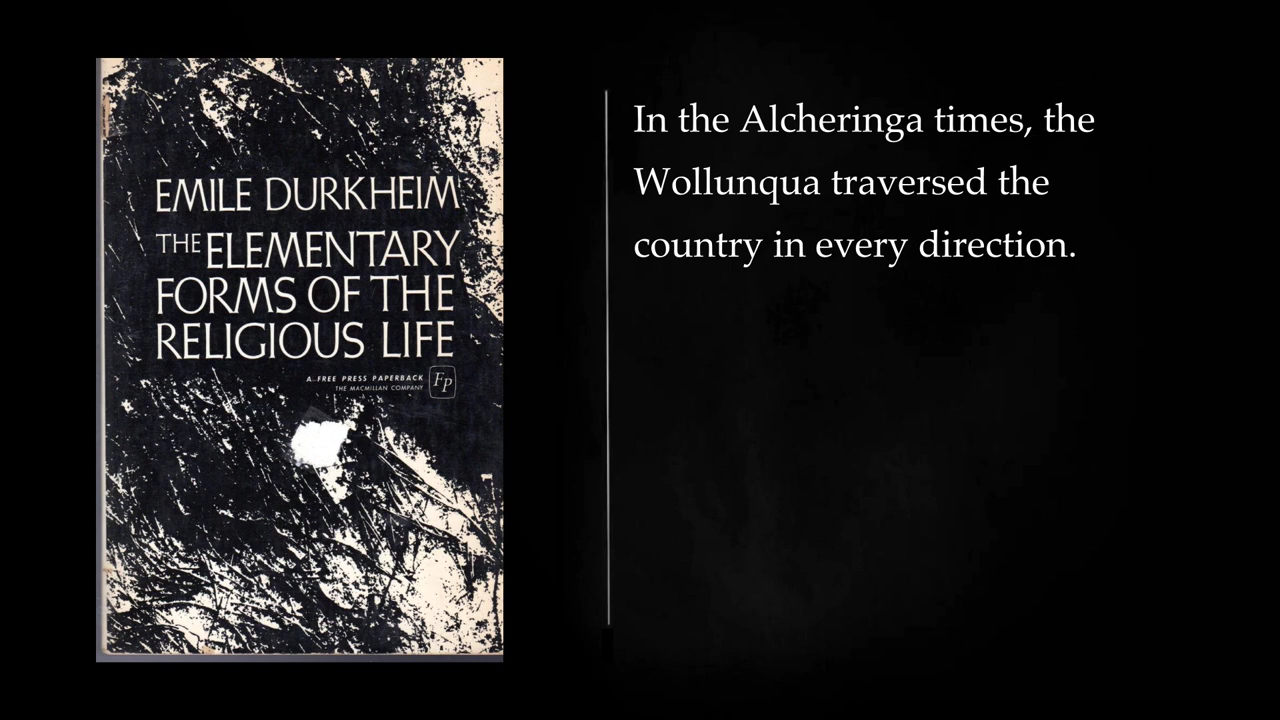 EMILE DURKHEIM
THE ELEMENTARY
FORMS OF THE
RELIGIOUS LIFE
A FREE PRESS PAPERBACK
THE MACMILLAN COMPANY
FP
In the Alcheringa times, the
Wollunqua traversed the
country in every direction.